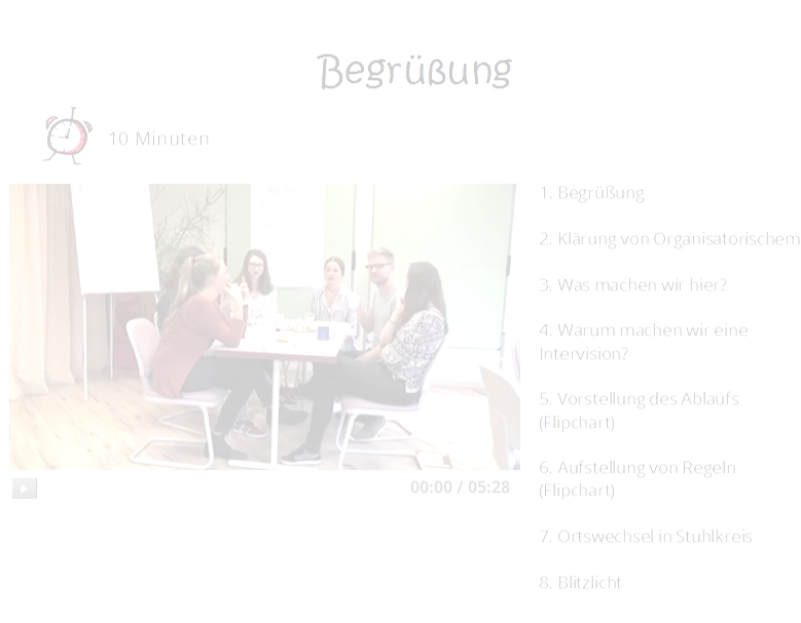 Begrüßung
10 Minuten
1. Begrüßung
2. Klärung von Organisatorischem
3. Was machen wir hier?
4. Warum machen wir eine
Intervision?
5. Vorstellung des Ablaufs
(Flipchart)
6. Aufstellung von Regeln
(Flipchart)
7. Ortswechsel in Stuhlkreis
8. Blitzlicht
00:00 / 05:28